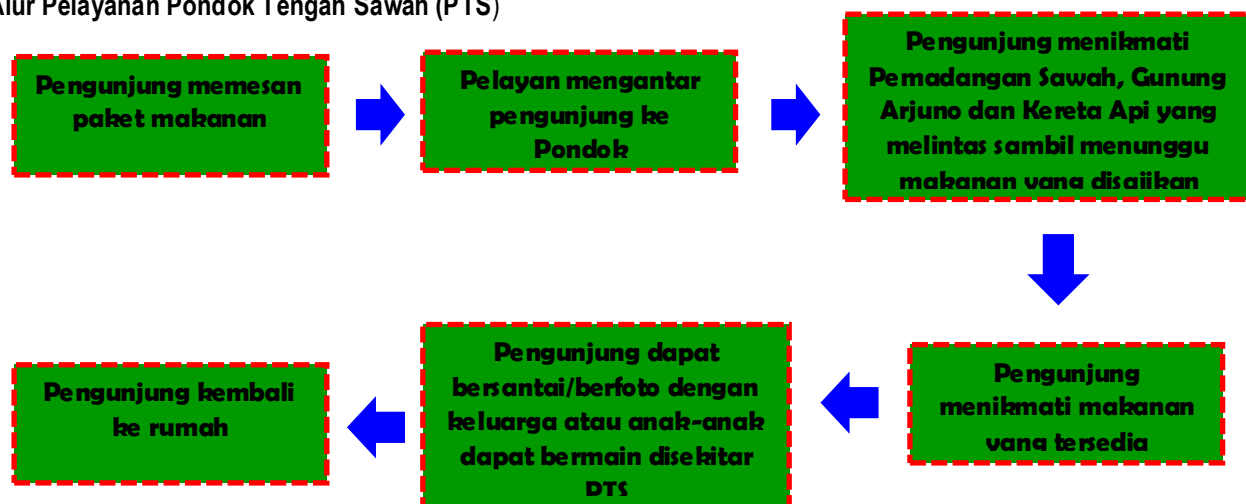 Alur Pelayanan Pondok Tengah Sawah (PTS)
Pengunjung memesan
paket makanan
Pelayan mengantar
pengunjung ke
Pondok
Pengunjung menikmati
Pemadangan Sawah, Gunung
Arjuno dan Kereta Api yang
melintas sambil menunggu
makanan yang disajikan
Pengunjung
menikmati makanan
yang tersedia
Pengunjung dapat
bersantai/berfoto dengan
keluarga atau anak-anak
dapat bermain disekitar
PTS
Pengunjung kembali
ke rumah